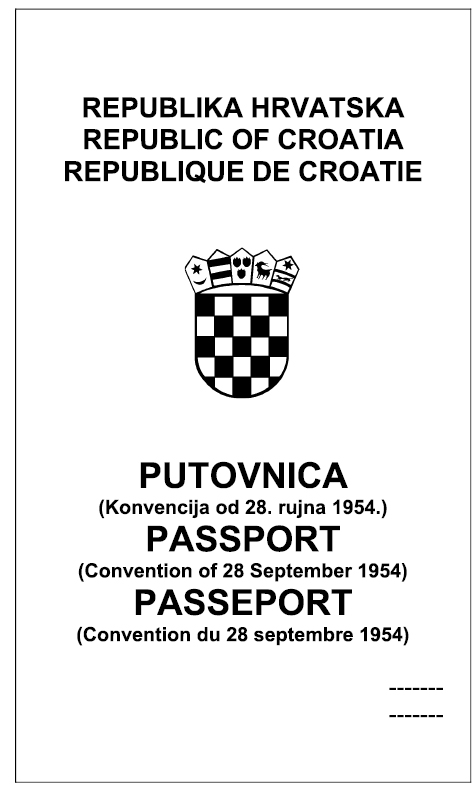 REPUBLIKA HRVATSKA
REPUBLIC OF CROATIA
REPUBLIQUE DE CROATIE
PUTOVNICA
(Konvencija od 28. rujna 1954.)
PASSPORT
(Convention of 28 September 1954)
PASSEPORT
(Convention du 28 septembre 1954)
-------
-------